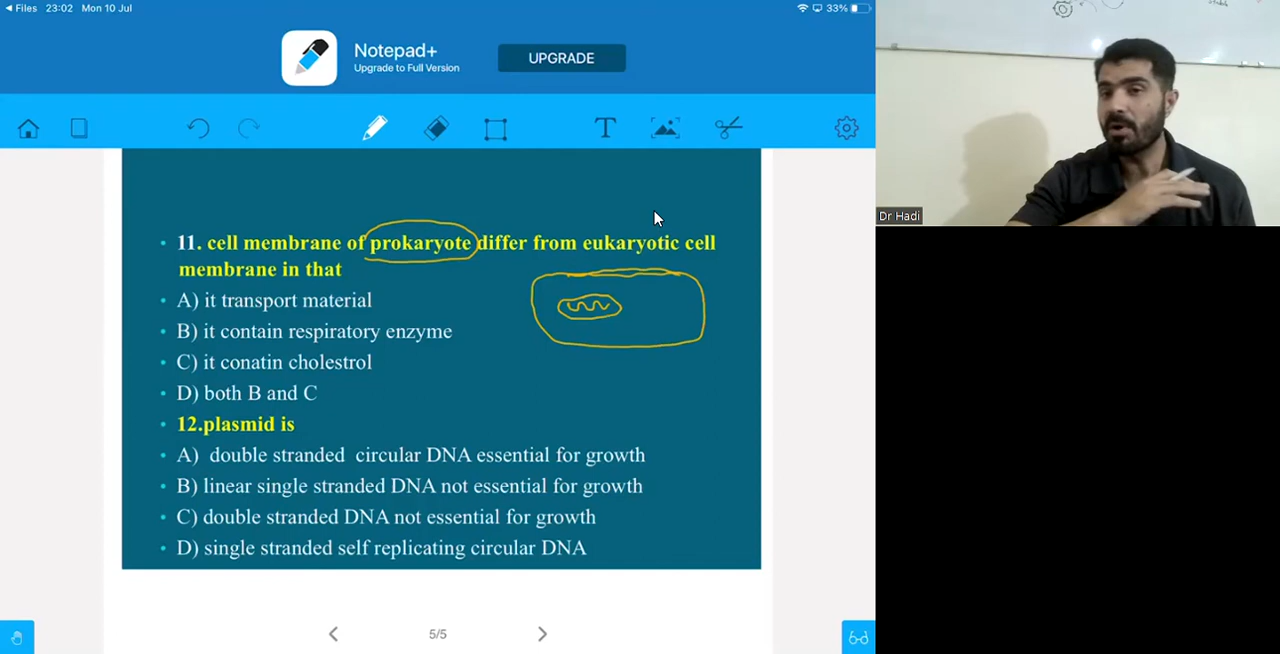 Files 23:02 Mon 10 Jul 33%
Notepad+
Upgrade to Full Version
UPGRADE
T
Dr Hadi
11. cell membrane of prokaryote differ from eukaryotic cell
membrane in that
A) it transport material
B) it contain respiratory enzyme
C) it conatin cholestrol
D) both B and C
12.plasmid is
A) double stranded circular DNA essential for growth
B) linear single stranded DNA not essential for growth
C) double stranded DNA not essential for growth
D) single stranded self replicating circular DNA
5/5